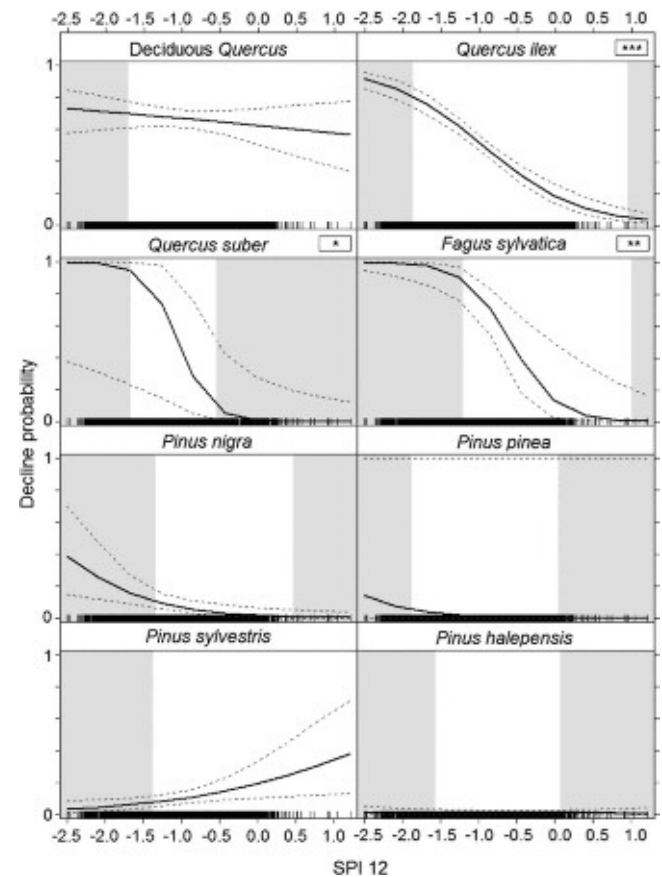 -2.5 -2.0 -1.5 -1.0 -0.5 0.0 0.5 1.0 -2.5 -2.0 -1.5 -1.0 -0.5 0.0 0.5 1.0
Deciduous Quercus Quercus ilex ***
1
0
Quercus suber * Fagus sylvatica **
1
0
Pinus nigra Pinus pinea
1
0
Pinus sylvestris Pinus halepensis
1
0
Decline probability
-2.5 -2.0 -1.5 -1.0 -0.5 0.0 0.5 1.0 -2.5 -2.0 -1.5 -1.0 -0.5 0.0 0.5 1.0
SPI 12